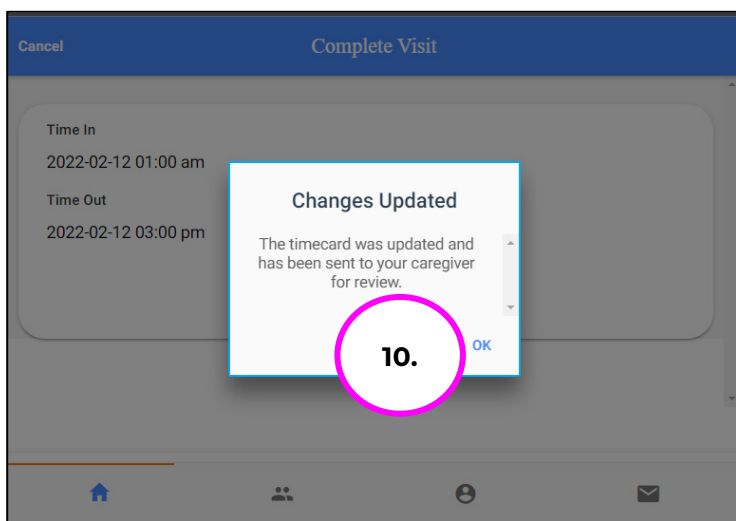 Cancel
Complete Visit
Time In
2022-02-12 01:00 am
Time Out
2022-02-12 03:00 pm
Changes Updated
The timecard was updated and
has been sent to your caregiver
for review.
10.
OK